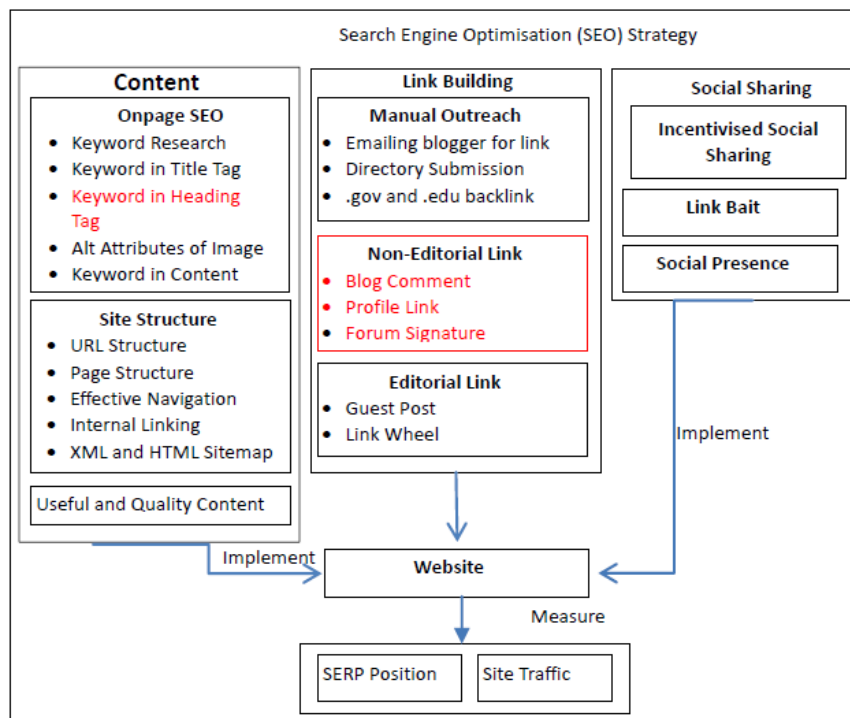 Search Engine Optimisation (SEO) Strategy
Content
Onpage SEO
• Keyword Research
• Keyword in Title Tag
• Keyword in Heading
Tag
• Alt Attributes of Image
• Keyword in Content
Site Structure
• URL Structure
• Page Structure
• Effective Navigation
• Internal Linking
• XML and HTML Sitemap
Useful and Quality Content
Link Building
Manual Outreach
• Emailing blogger for link
• Directory Submission
• .gov and .edu backlink
Non-Editorial Link
• Blog Comment
• Profile Link
• Forum Signature
Editorial Link
• Guest Post
• Link Wheel
Social Sharing
Incentivised Social
Sharing
Link Bait
Social Presence
Implement
Implement
Website
Measure
SERP Position
Site Traffic